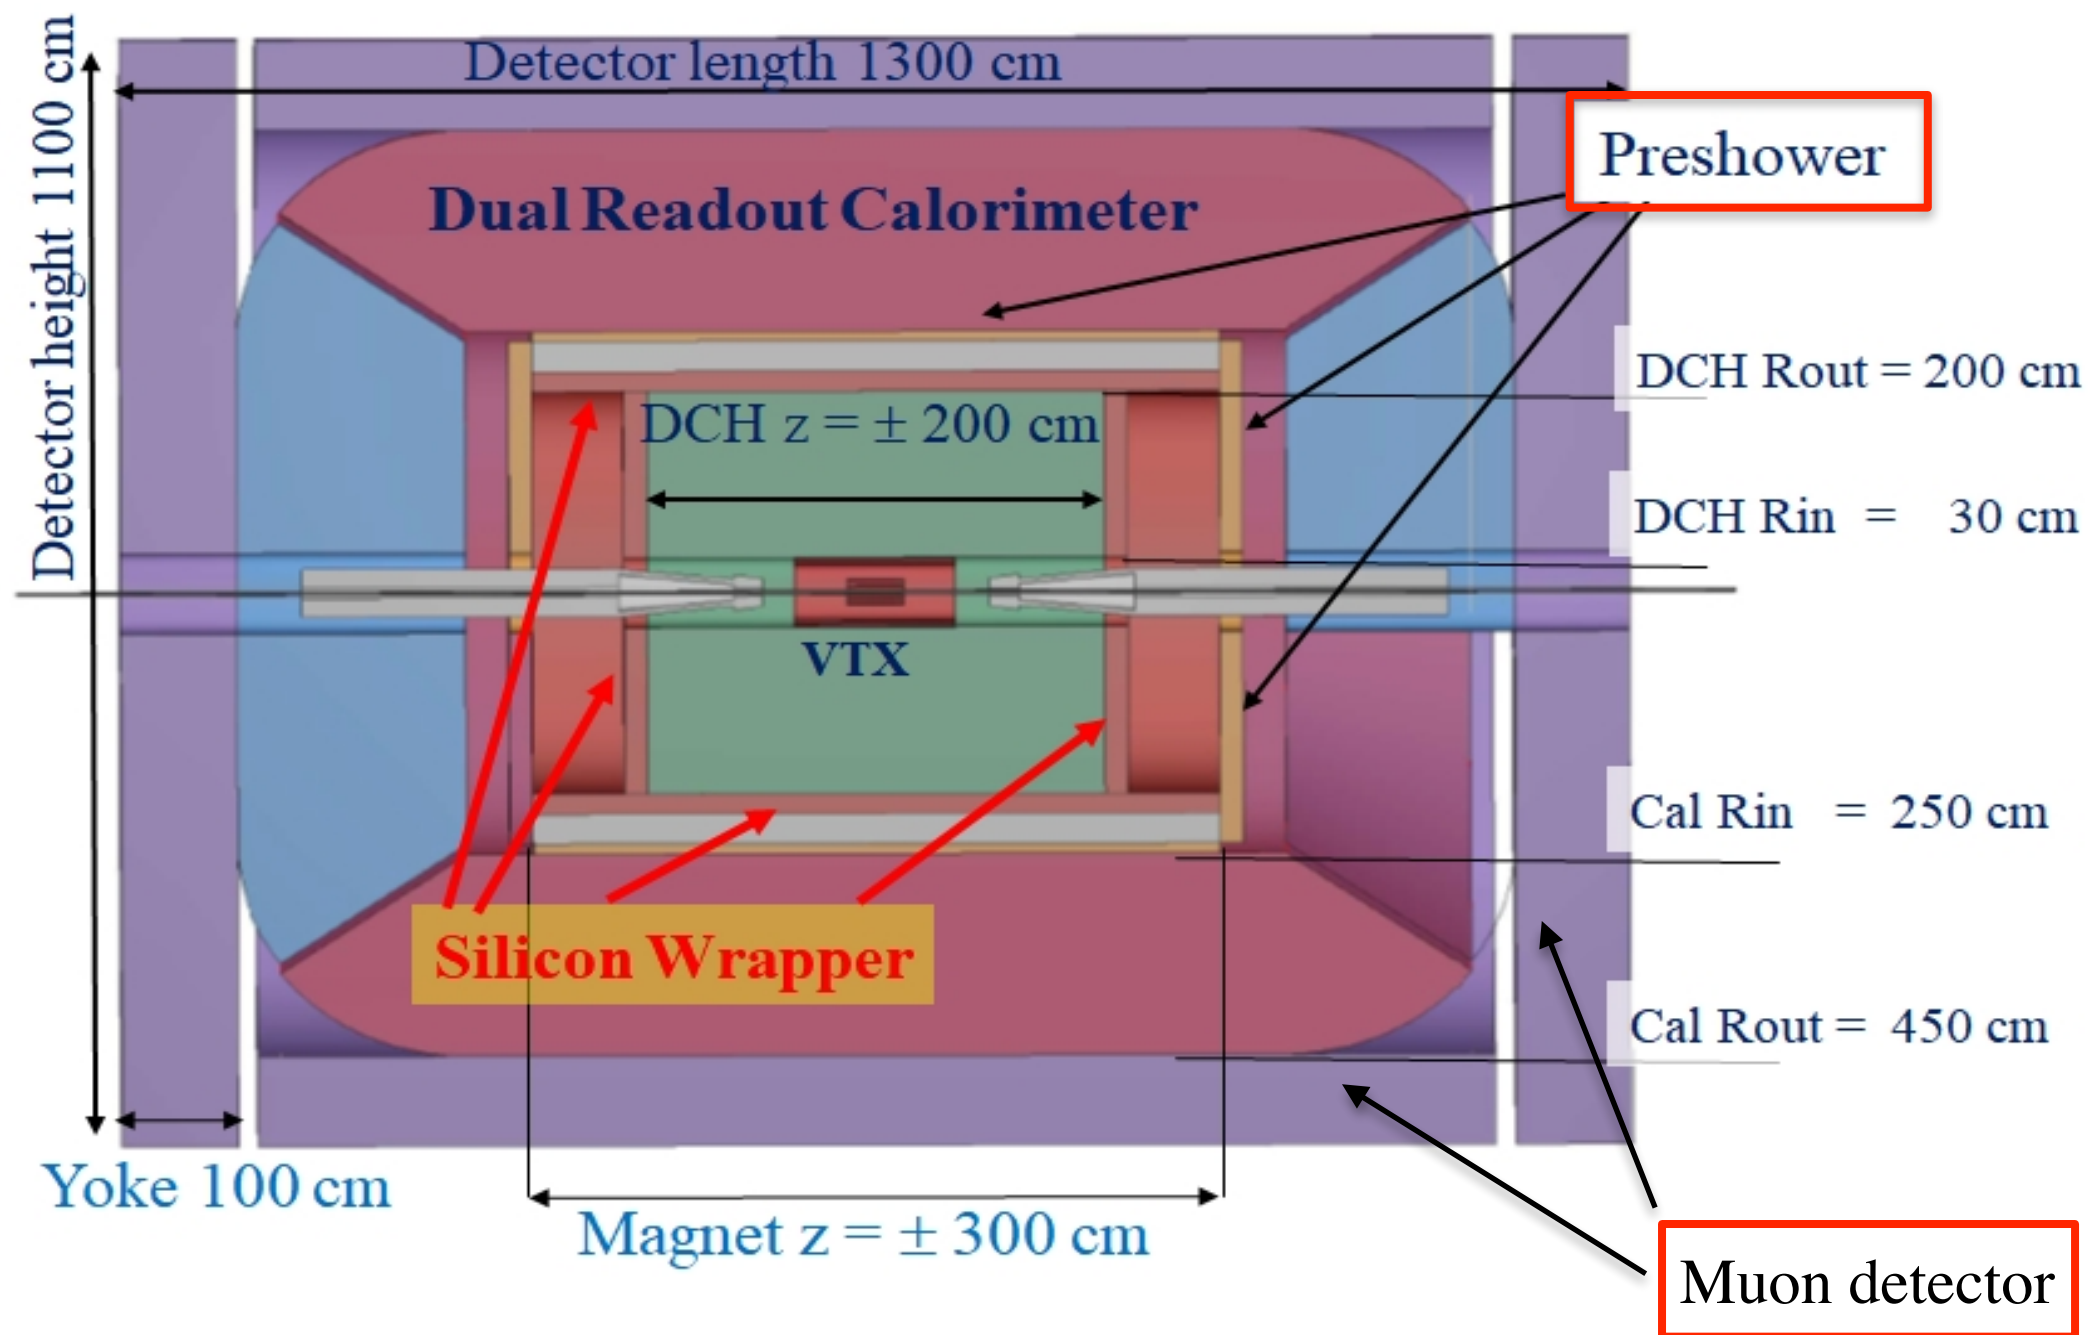 Detector length 1300 cm
Detector height 1100 cm
Preshower
Dual Readout Calorimeter
DCH Rout = 200 cm
DCH z = ± 200 cm
DCH Rin = 30 cm
VTX
Cal Rin = 250 cm
Silicon Wrapper
Cal Rout = 450 cm
Yoke 100 cm
Magnet z = ± 300 cm
Muon detector